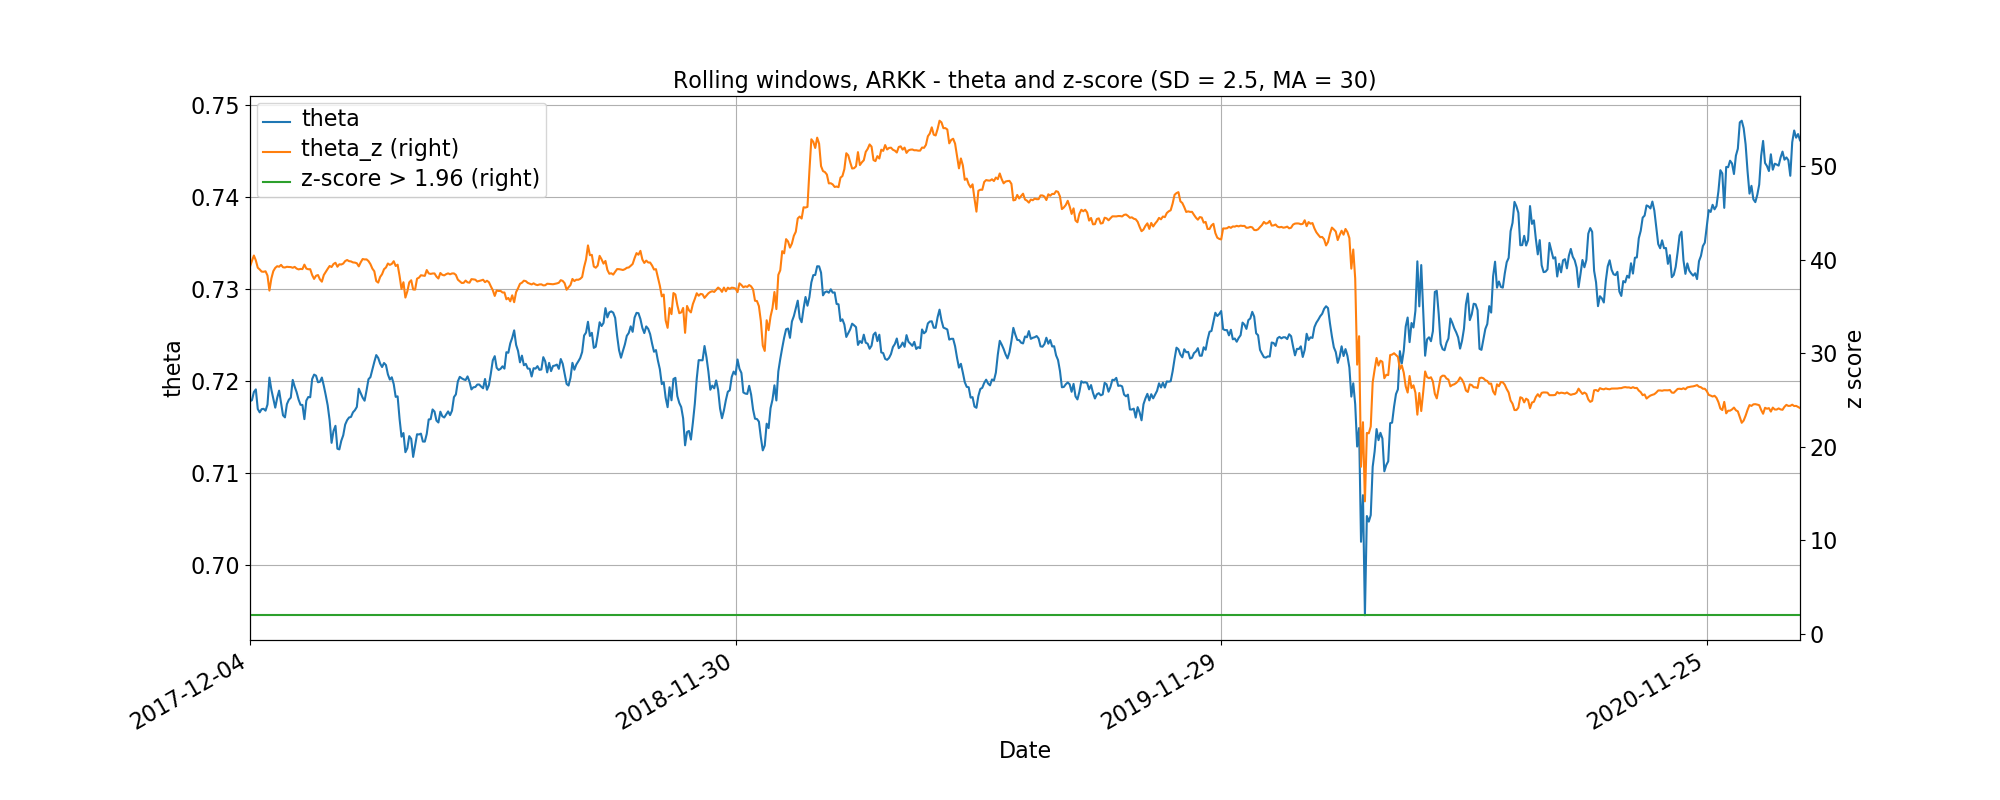 Rolling windows, ARKK - theta and z-score (SD = 2.5, MA = 30)
theta
theta_z (right)
z-score > 1.96 (right)
0.75
0.74
0.73
0.72
0.71
0.70
theta
50
40
30
20
10
0
z score
2017-12-04
2018-11-30
2019-11-29
2020-11-25
Date